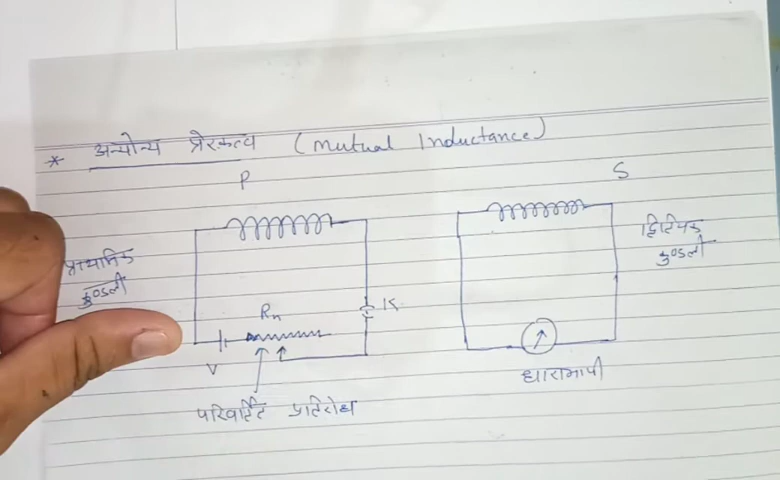 * अन्योन्य प्रेरकत्व (Mutual Inductance)
P
S
प्राथमिक
कुण्डली
द्वितियक
कुण्डली
Rh
K
V
धारामापी
परिवर्तित प्रतिरोध